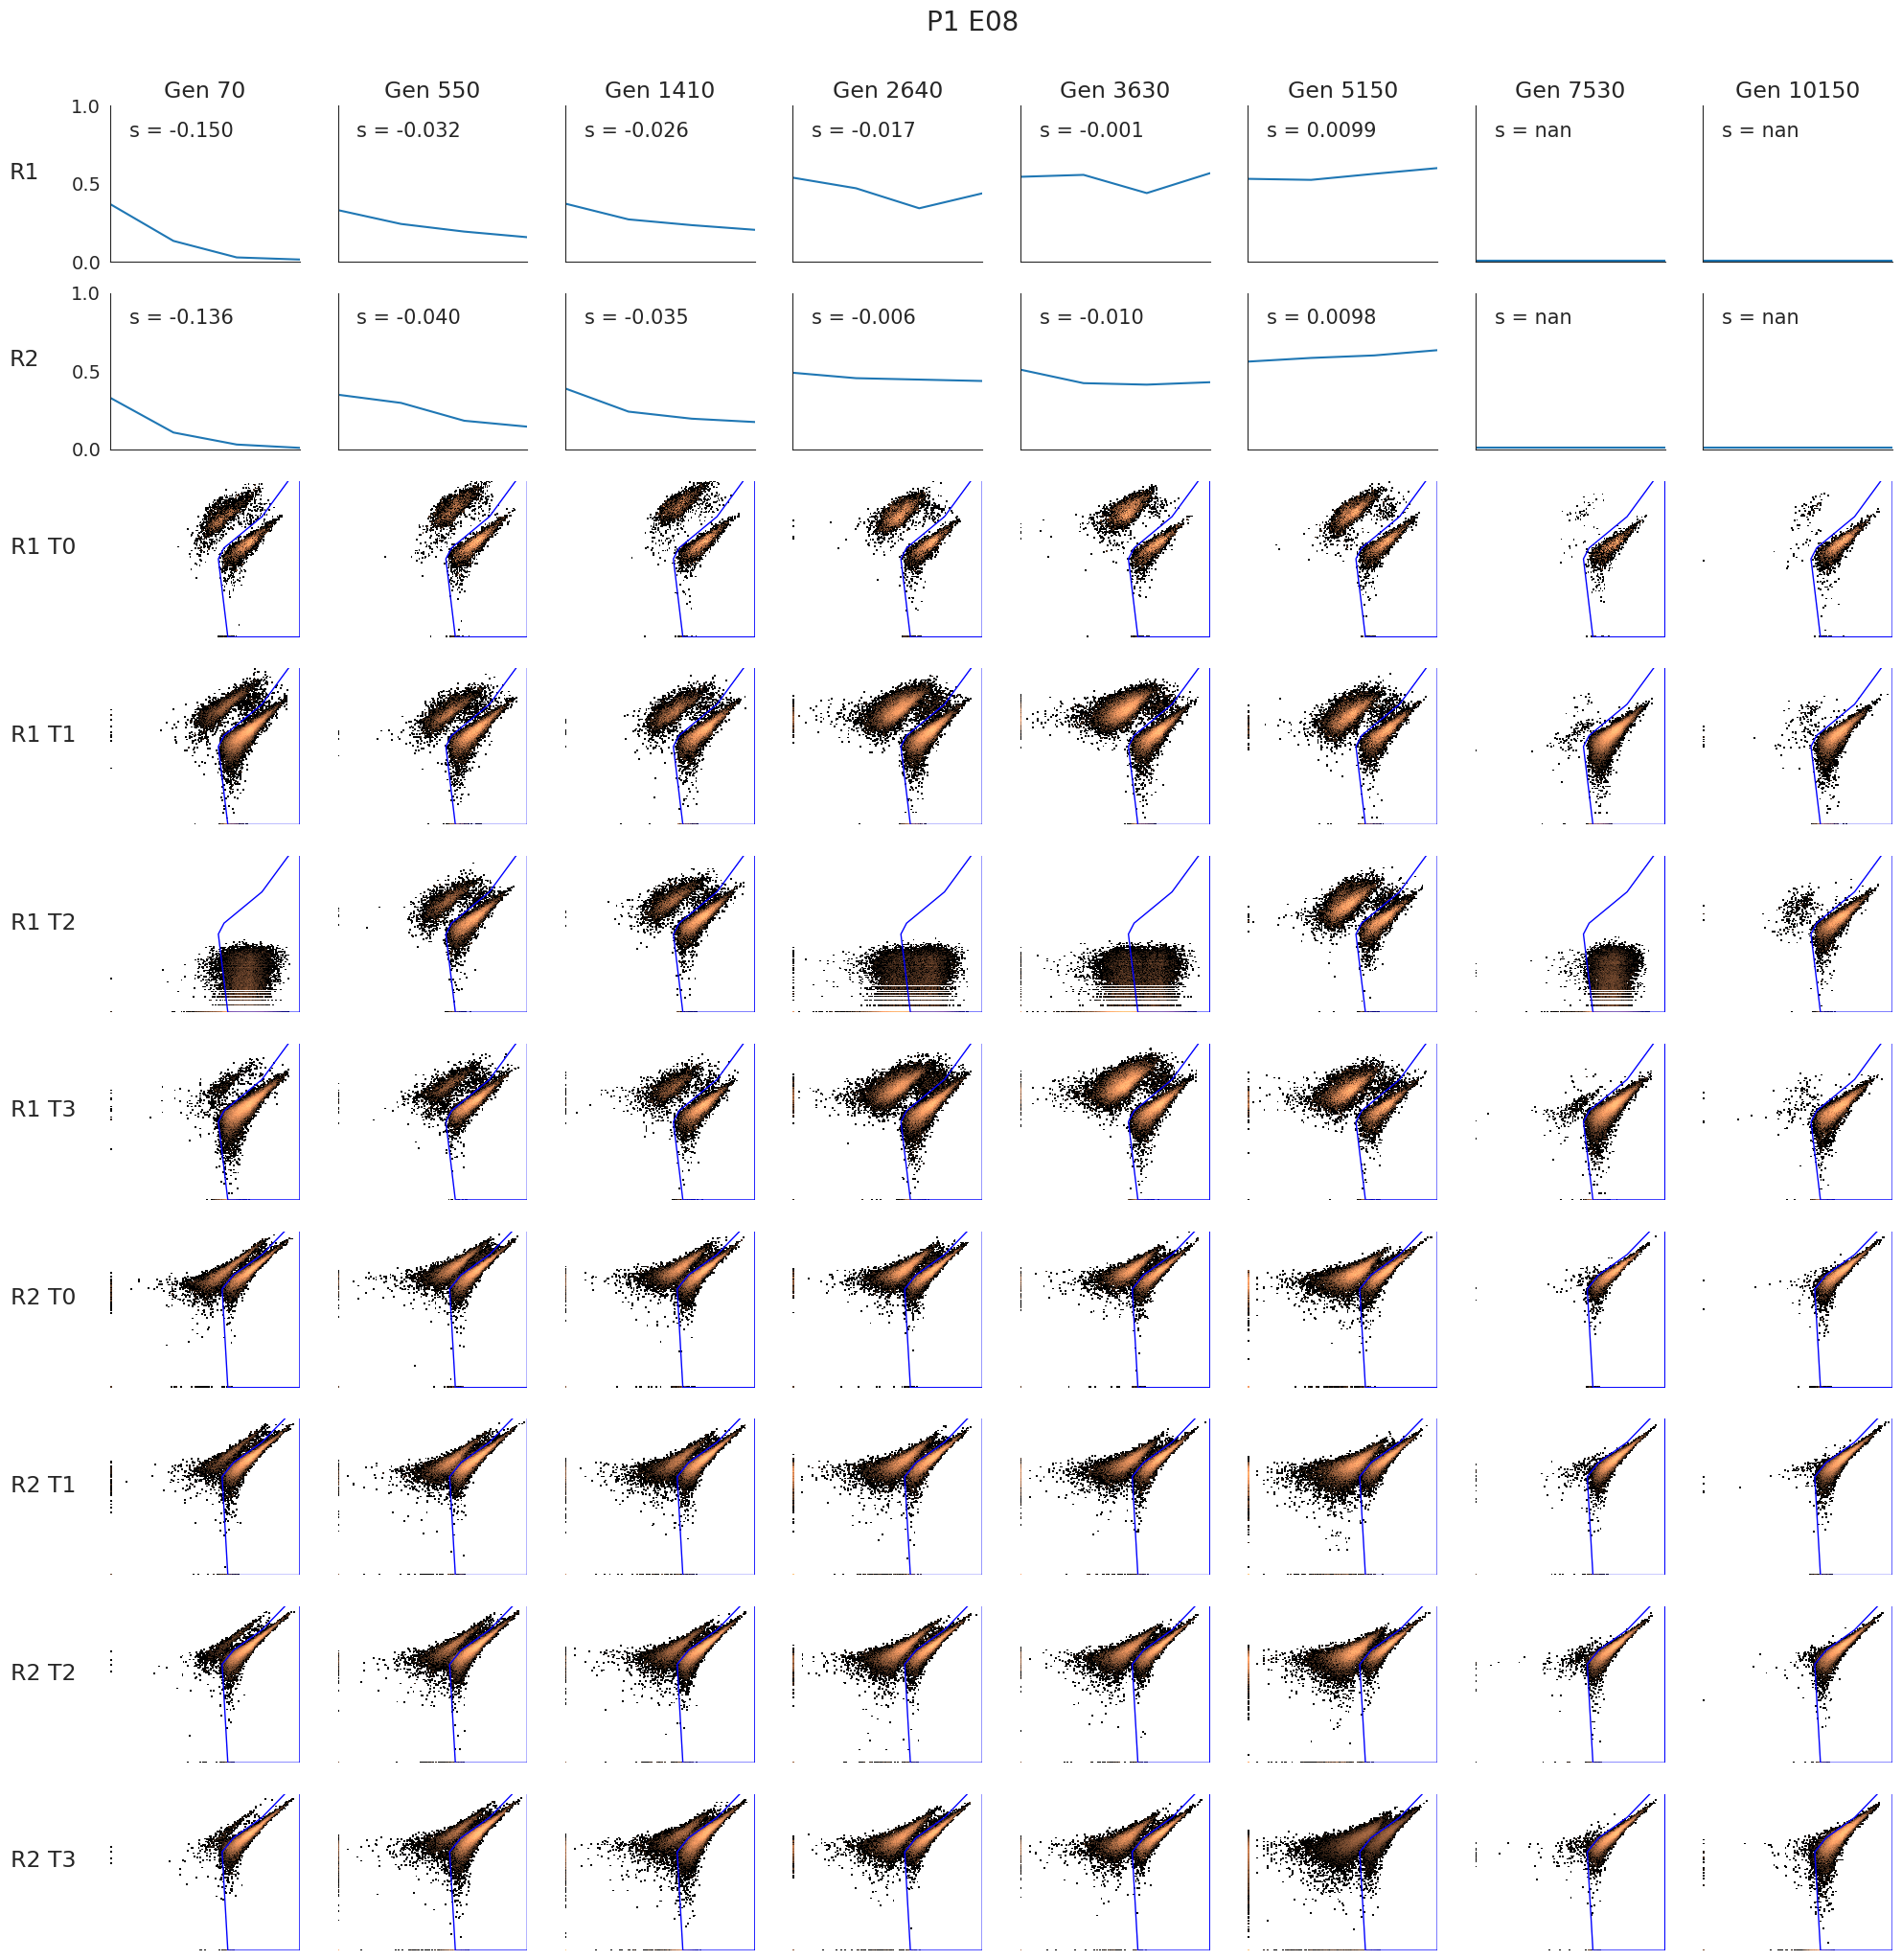 P1 E08
Gen 70 Gen 550 Gen 1410 Gen 2640 Gen 3630 Gen 5150 Gen 7530 Gen 10150
1.0
s = -0.150 s = -0.032 s = -0.026 s = -0.017 s = -0.001 s = 0.0099 s = nan s = nan
R1
0.5
0.0
1.0
s = -0.136 s = -0.040 s = -0.035 s = -0.006 s = -0.010 s = 0.0098 s = nan s = nan
R2
0.5
0.0
R1 T0
R1 T1
R1 T2
R1 T3
R2 T0
R2 T1
R2 T2
R2 T3